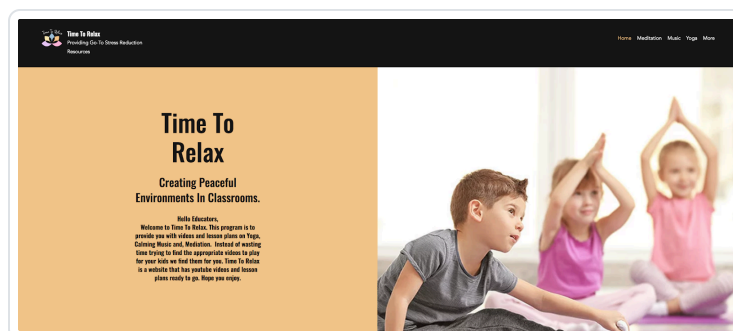 Time To Relax
Providing Go-To Stress Reduction
Resources
Home Meditation Music Yoga More
Time To
Relax
Creating Peaceful
Environments In Classrooms.
Hello Educators,
Welcome to Time To Relax. This program is to
provide you with videos and lesson plans on Yoga,
Calming Music and, Mediation. Instead of wasting
time trying to find the appropriate videos to play
for your kids we find them for you. Time To Relax
is a website that has youtube videos and lesson
plans ready to go. Hope you enjoy.